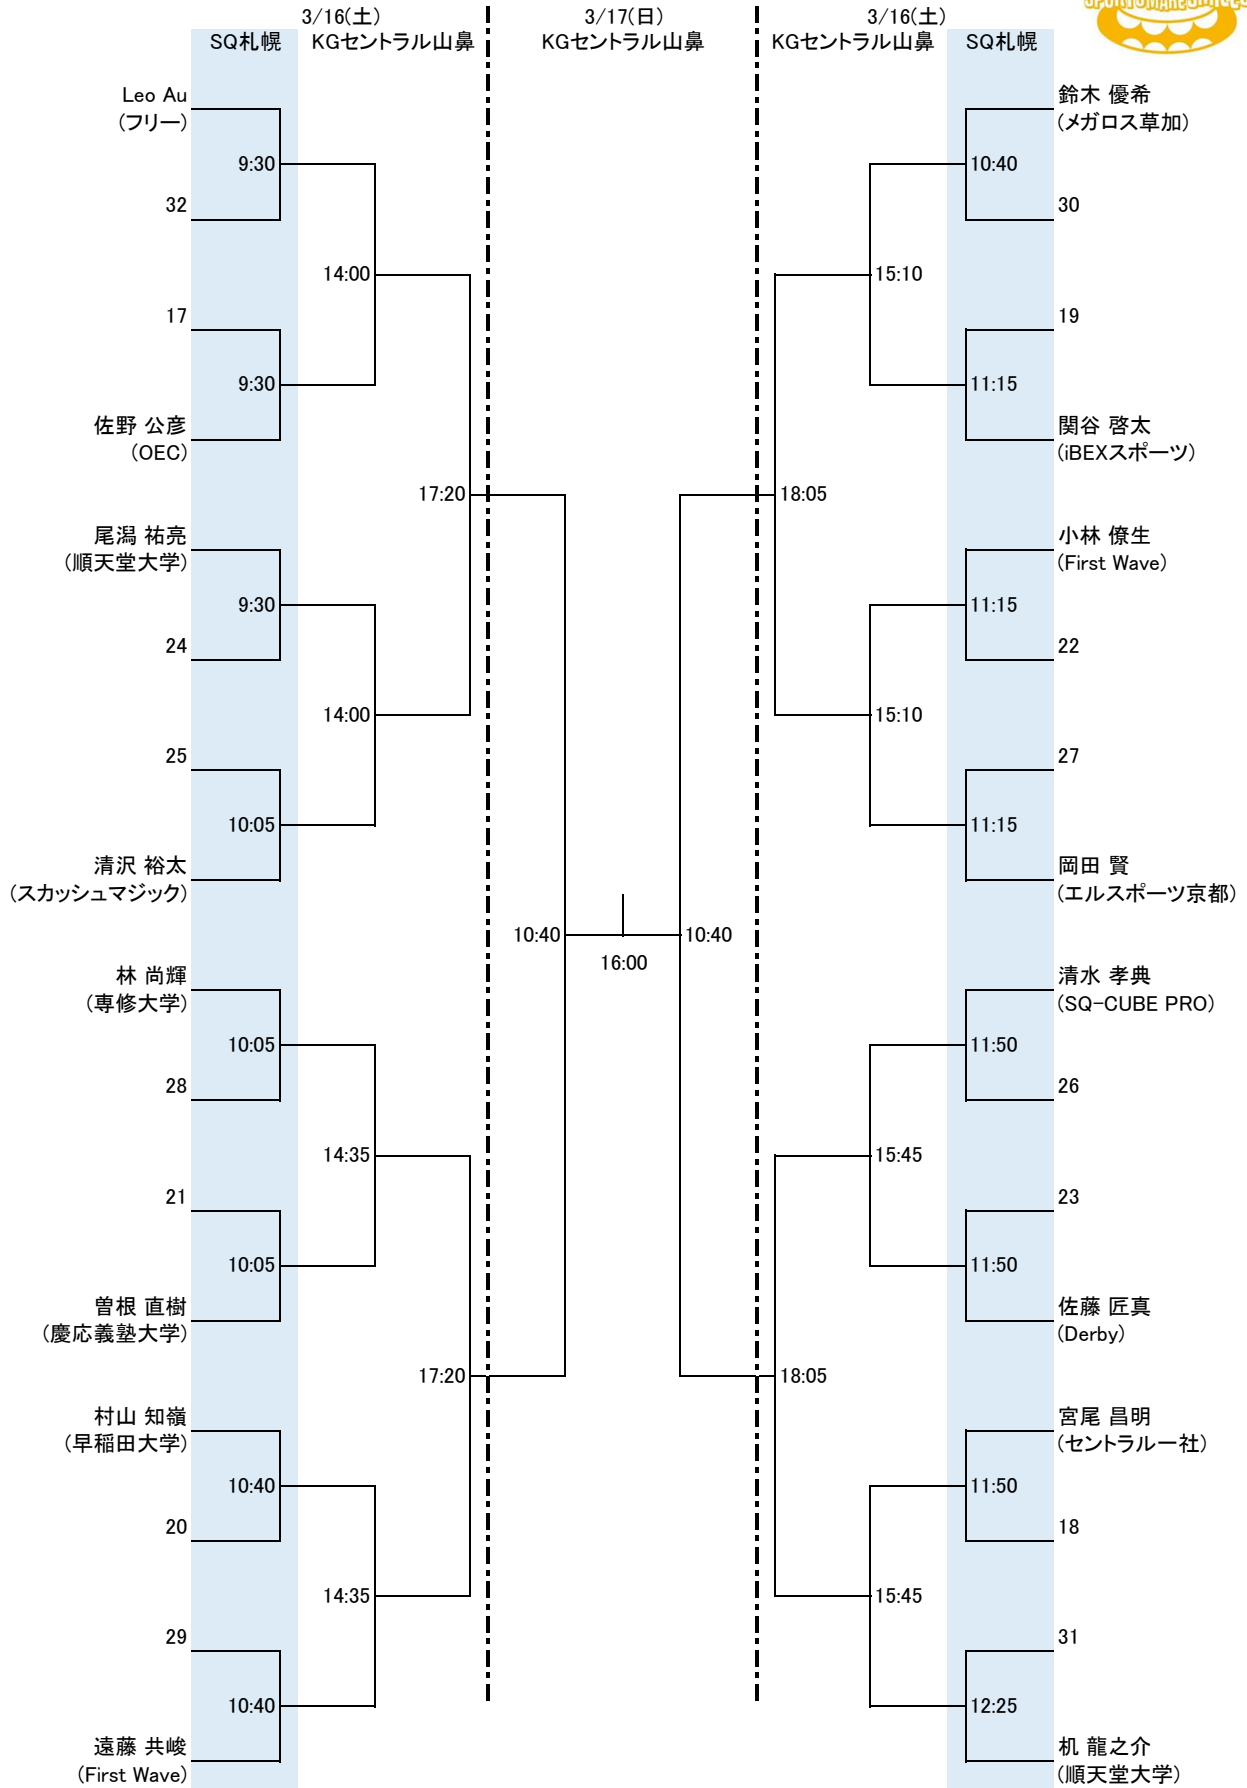 3/16(土)
SQ札幌 KGセントラル山鼻
3/17(日)
KGセントラル山鼻
3/16(土)
KGセントラル山鼻 SQ札幌
Leo Au
(フリー)
9:30
32
14:00
17
9:30
佐野 公彦
(OEC)
17:20
尾潟 祐亮
(順天堂大学)
9:30
24
14:00
25
10:05
清沢 裕太
(スカッシュマジック)
林 尚輝
(専修大学)
10:05
28
14:35
21
10:05
曽根 直樹
(慶応義塾大学)
17:20
村山 知嶺
(早稲田大学)
10:40
20
14:35
29
10:40
遠藤 共峻
(First Wave)
10:40
16:00
10:40
鈴木 優希
(メガロス草加)
10:40
30
15:10
19
11:15
関谷 啓太
(iBEXスポーツ)
18:05
小林 僚生
(First Wave)
11:15
22
15:10
27
11:15
岡田 賢
(エルスポーツ京都)
清水 孝典
(SQ-CUBE PRO)
11:50
26
15:45
23
11:50
佐藤 匠真
(Derby)
18:05
宮尾 昌明
(セントラル一社)
11:50
18
15:45
31
12:25
机 龍之介
(順天堂大学)